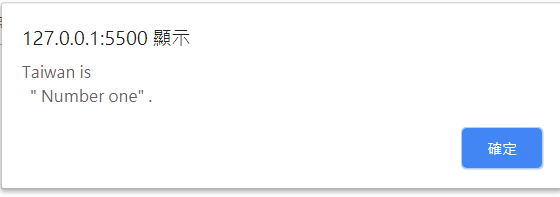 127.0.0.1:5500 顯示
Taiwan is
" Number one" .
確定